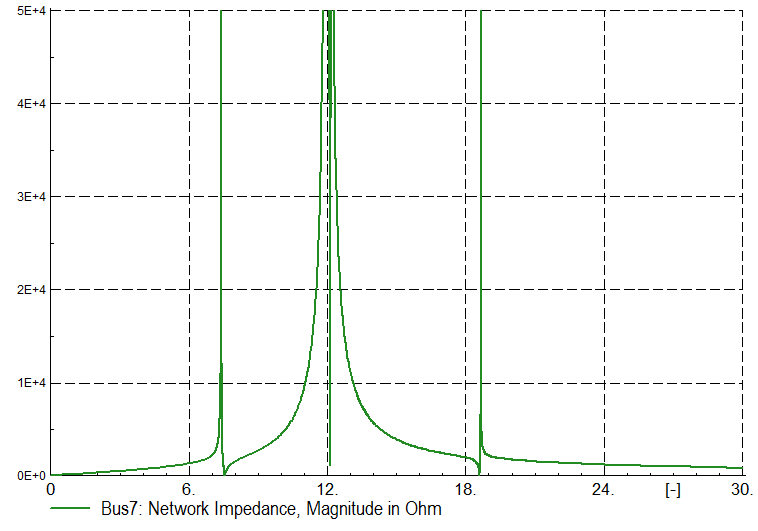 5E+4
4E+4
3E+4
2E+4
1E+4
0E+0
0 6. 12. 18. 24. [-] 30.
Bus7: Network Impedance, Magnitude in Ohm